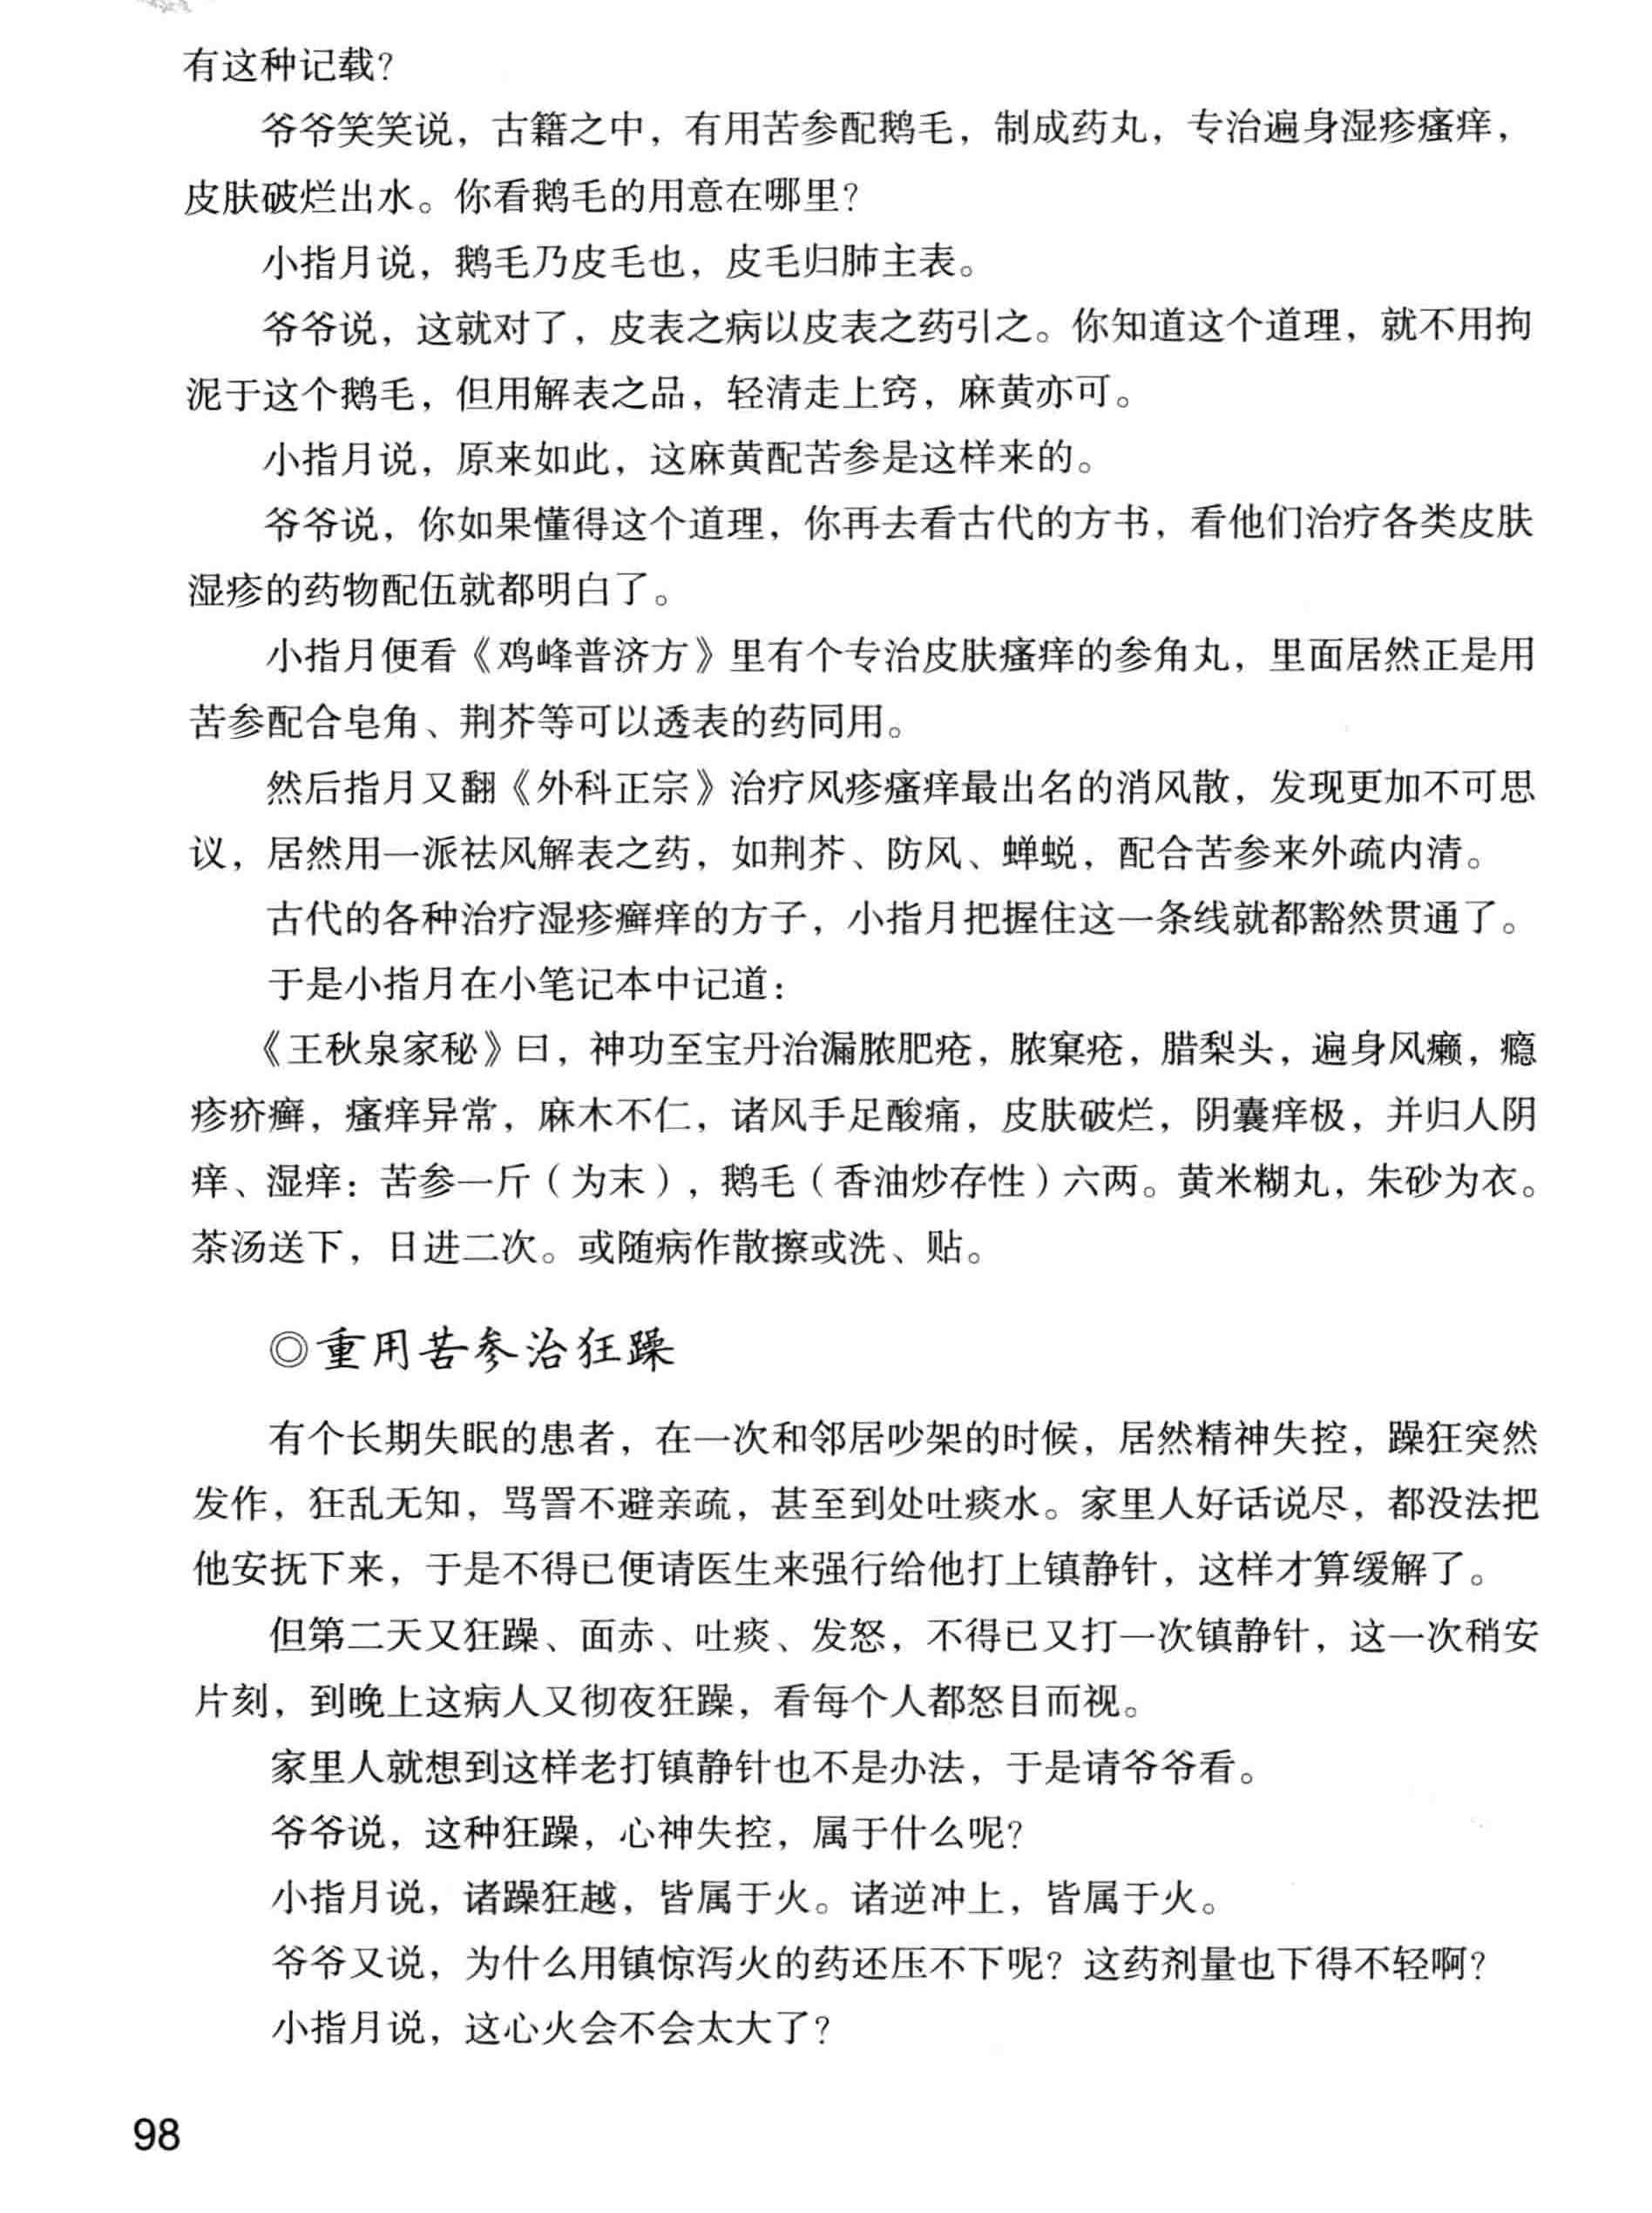 有这种记载？
爷爷笑笑说，古籍之中，有用苦参配鹅毛，制成药丸，专治遍身湿疹瘙痒，
皮肤破烂出水。你看鹅毛的用意在哪里？
小指月说，鹅毛乃皮毛也，皮毛归肺主表。
爷爷说，这就对了，皮表之病以皮表之药引之。你知道这个道理，就不用拘
泥于这个鹅毛，但用解表之品，轻清走上窍，麻黄亦可。
小指月说，原来如此，这麻黄配苦参是这样来的。
爷爷说，你如果懂得这个道理，你再去看古代的方书，看他们治疗各类皮肤
湿疹的药物配伍就都明白了。
小指月便看《鸡峰普济方》里有个专治皮肤瘙痒的参角丸，里面居然正是用
苦参配合皂角、荆芥等可以透表的药同用。
然后指月又翻《外科正宗》治疗风疹瘙痒最出名的消风散，发现更加不可思
议，居然用一派祛风解表之药，如荆芥、防风、蝉蜕，配合苦参来外疏内清。
古代的各种治疗湿疹癣痒的方子，小指月把握住这一条线就都豁然贯通了。
于是小指月在小笔记本中记道：
《王秋泉家秘》曰，神功至宝丹治漏脓肥疮，脓窠疮，腊梨头，遍身风癞，瘾
疹疥癣，瘙痒异常，麻木不仁，诸风手足酸痛，皮肤破烂，阴囊痒极，并归人阴
痒、湿痒：苦参一斤（为末），鹅毛（香油炒存性）六两。黄米糊丸，朱砂为衣。
茶汤送下，日进二次。或随病作散擦或洗、贴。
◎重用苦参治狂躁
有个长期失眠的患者，在一次和邻居吵架的时候，居然精神失控，躁狂突然
发作，狂乱无知，骂詈不避亲疏，甚至到处吐痰水。家里人好话说尽，都没法把
他安抚下来，于是不得已便请医生来强行给他打上镇静针，这样才算缓解了。
但第二天又狂躁、面赤、吐痰、发怒，不得已又打一次镇静针，这一次稍安
片刻，到晚上这病人又彻夜狂躁，看每个人都怒目而视。
家里人就想到这样老打镇静针也不是办法，于是请爷爷看。
爷爷说，这种狂躁，心神失控，属于什么呢？
小指月说，诸躁狂越，皆属于火。诸逆冲上，皆属于火。
爷爷又说，为什么用镇惊泻火的药还压不下呢？这药剂量也下得不轻啊？
小指月说，这心火会不会太大了？
98